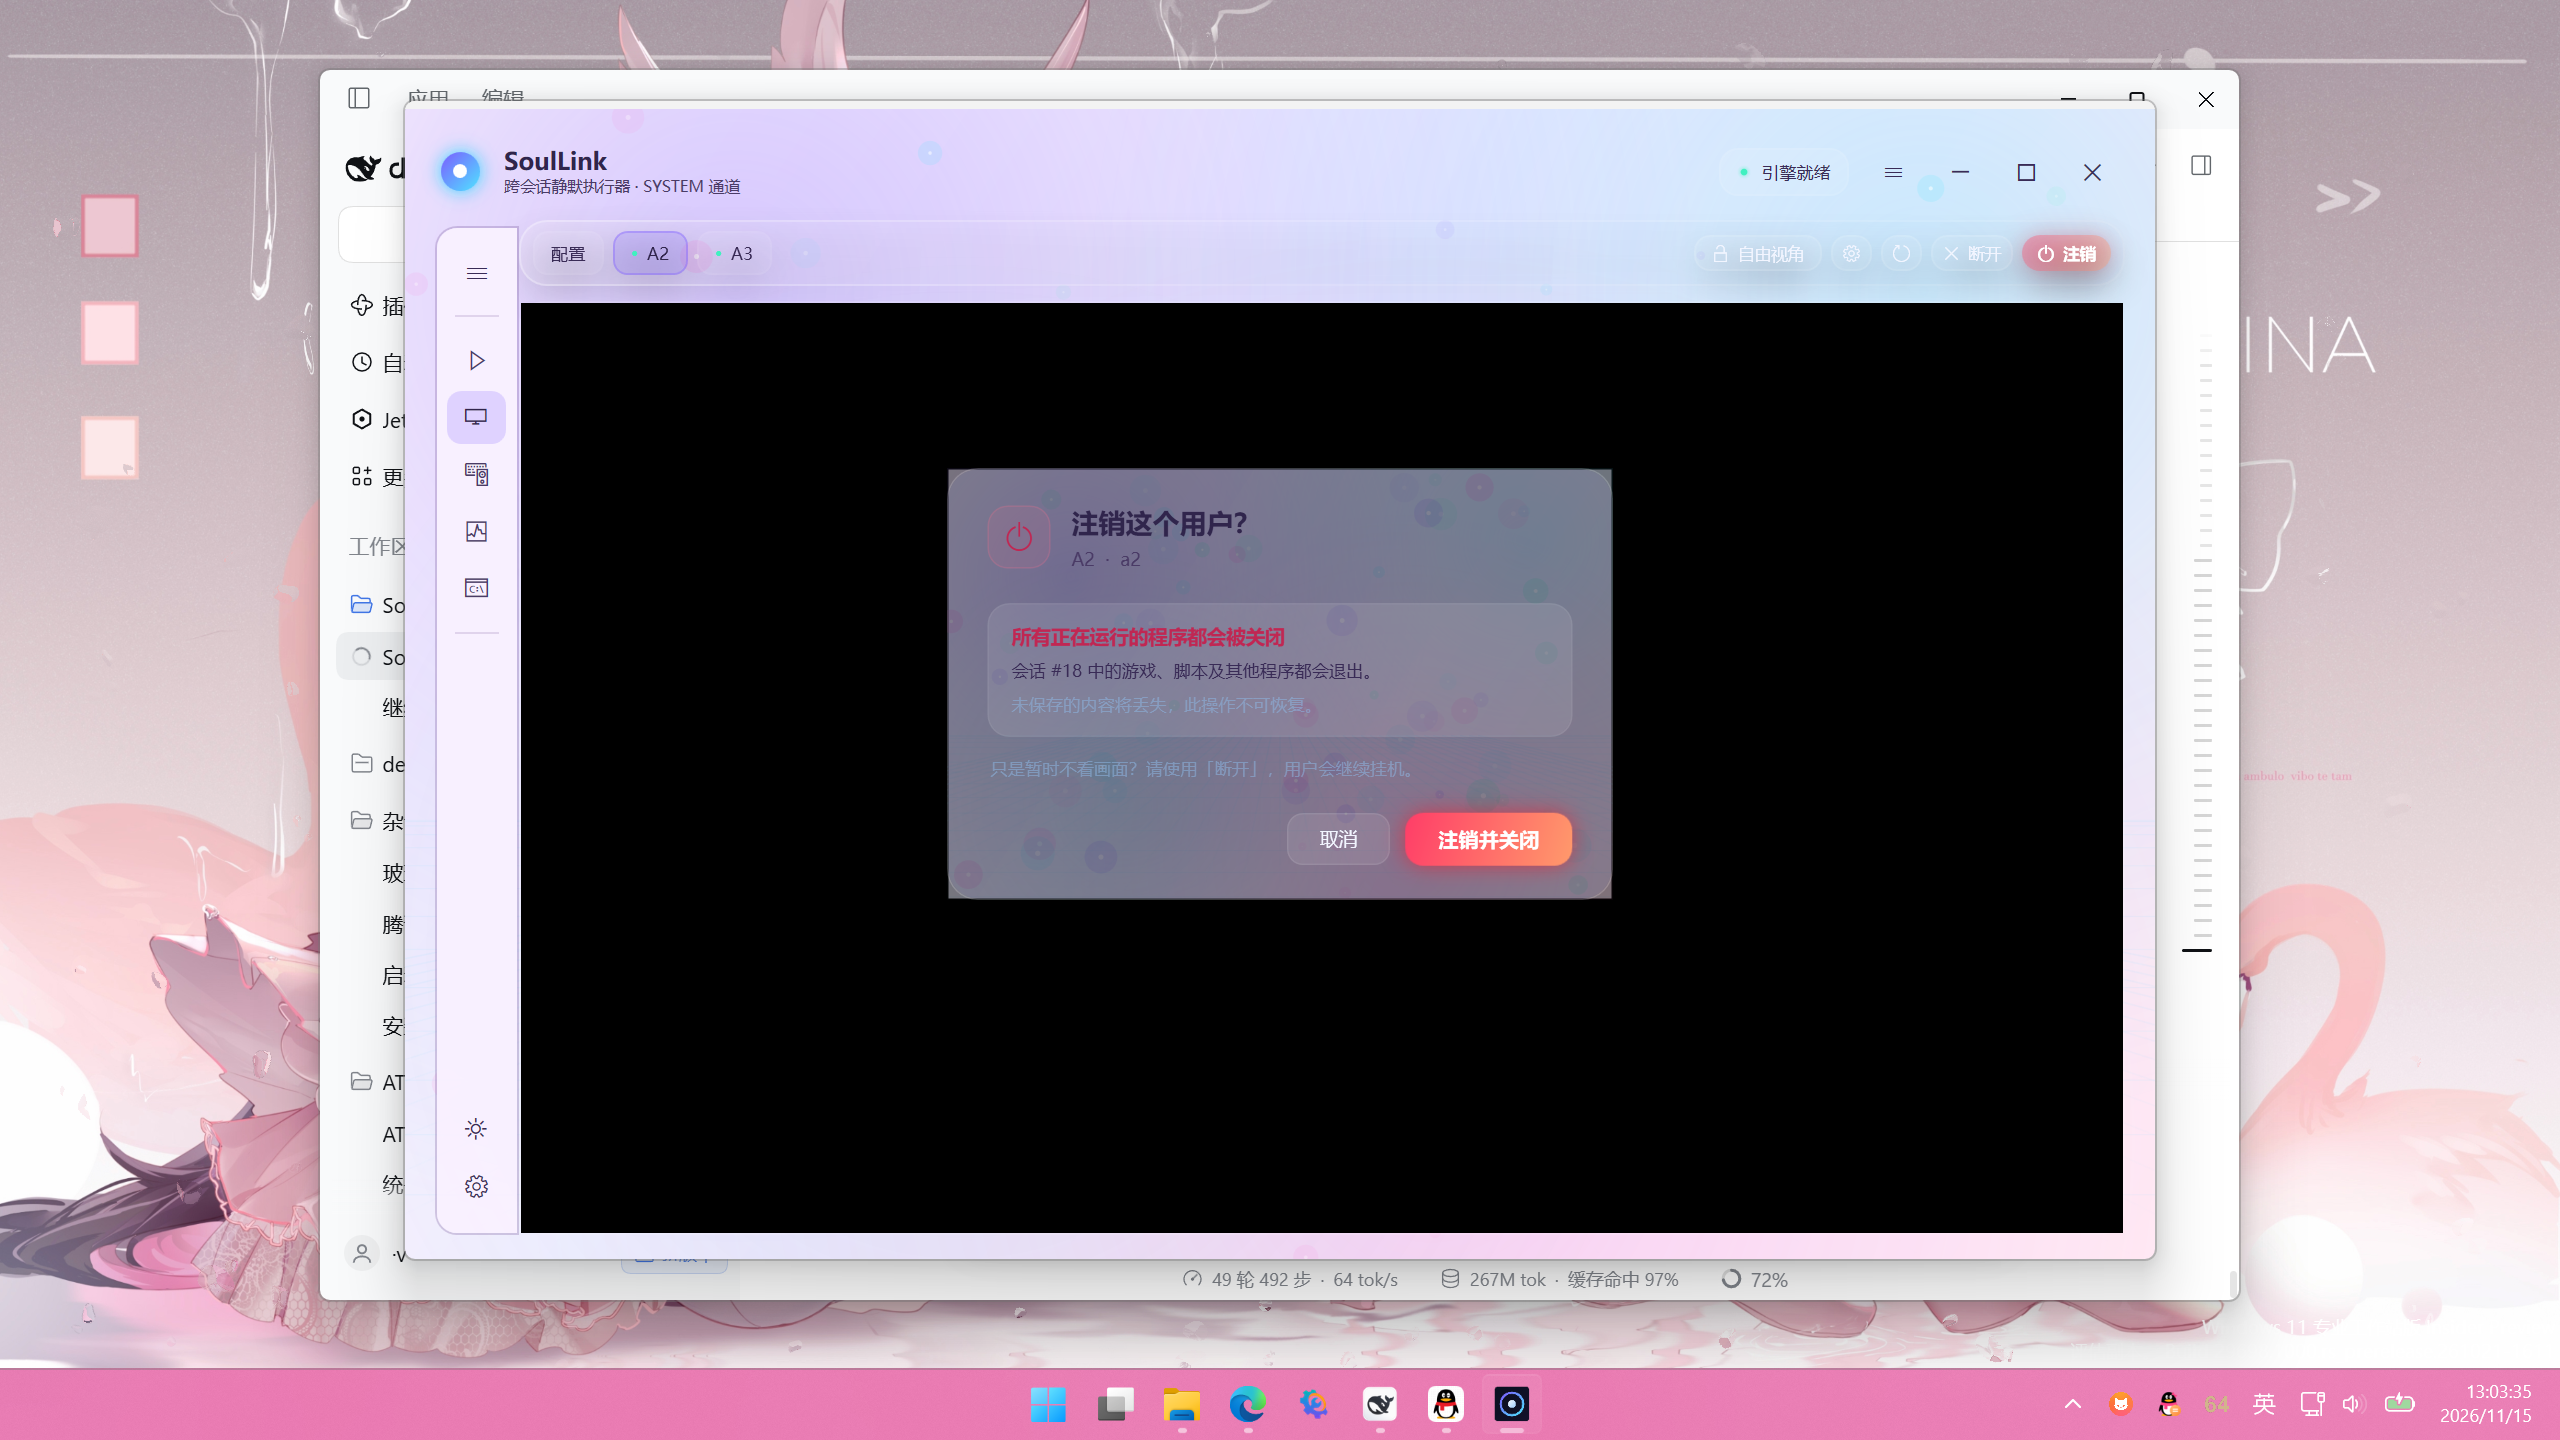 应用 编辑
SoulLink
跨会话静默执行器 · SYSTEM 通道
引擎就绪
配置 A2 A3 自由视角 断开 注销
Jet
更
工作区
So
So
de
杂
玻
腾
启
安
AT
AT
统
注销这个用户？
A2 · a2
所有正在运行的程序都会被关闭
会话 #18 中的游戏、脚本及其他程序都会退出。
未保存的内容将丢失，此操作不可恢复。
只是暂时不看画面？请使用「断开」，用户会继续挂机。
取消 注销并关闭
49 轮 492 步 · 64 tok/s 267M tok · 缓存命中 97% 72%
INA
ambulo vibo te tam
64 英 13:03:35
2026/11/15